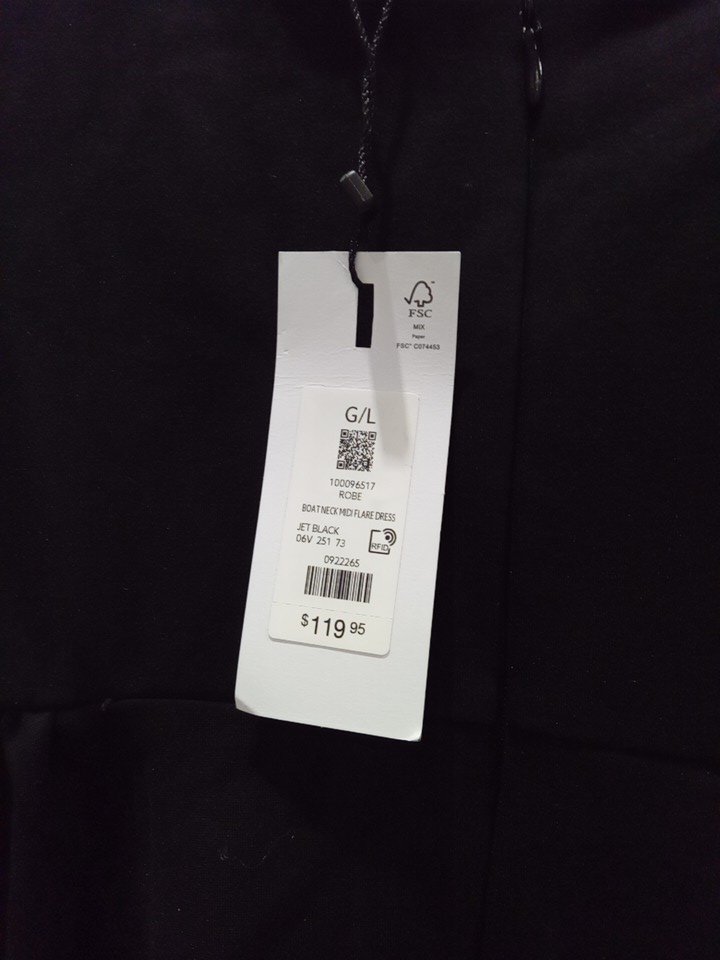 FSC
MIX
Paper
FSC® C074453
G/L
100096517
ROBE
BOAT NECK MIDI FLARE DRESS
JET BLACK
06V 251 73
RFID
0922265
$119 95